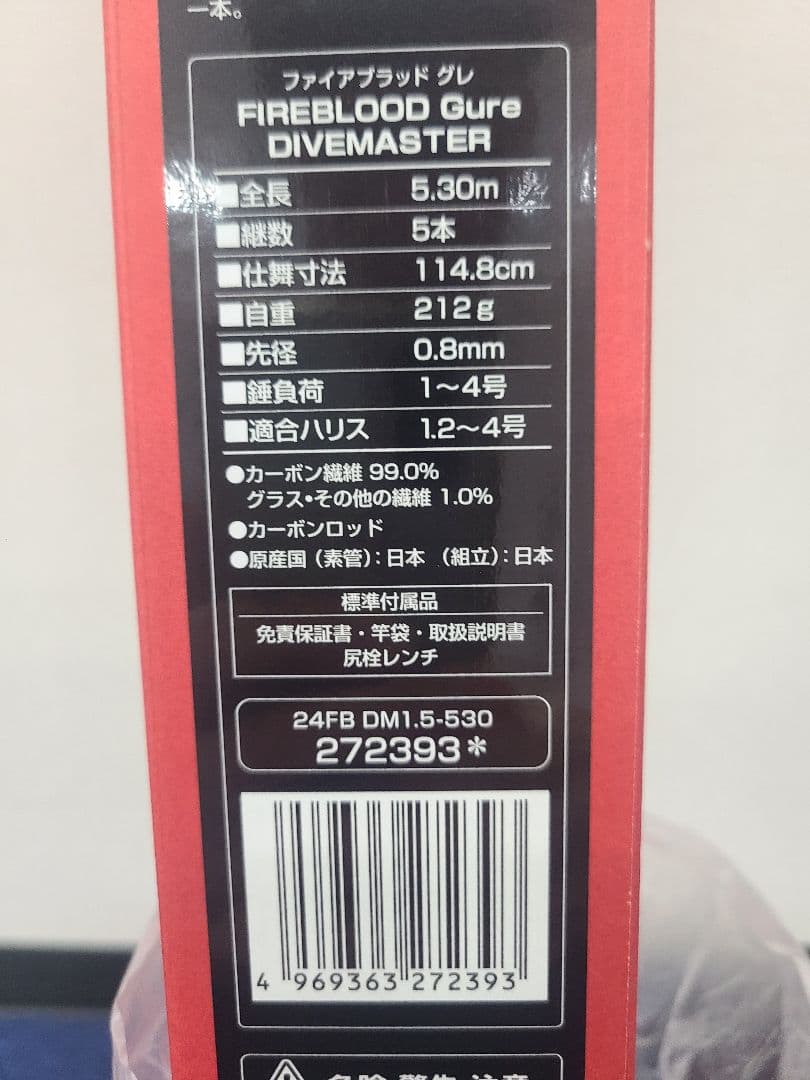 一本。
ファイアブラッド グレ
FIREBLOOD Gure
DIVEMASTER
■全長 5.30m
■継数 5本
■仕舞寸法 114.8cm
■自重 212g
■先径 0.8mm
■錘負荷 1〜4号
■適合ハリス 1.2〜4号
●カーボン繊維 99.0%
グラス・その他の繊維 1.0%
●カーボンロッド
●原産国（素管）：日本 （組立）：日本
標準付属品
免責保証書・竿袋・取扱説明書
尻栓レンチ
24FB DM1.5-530
272393*
4 969363 272393
危険 警告 注意